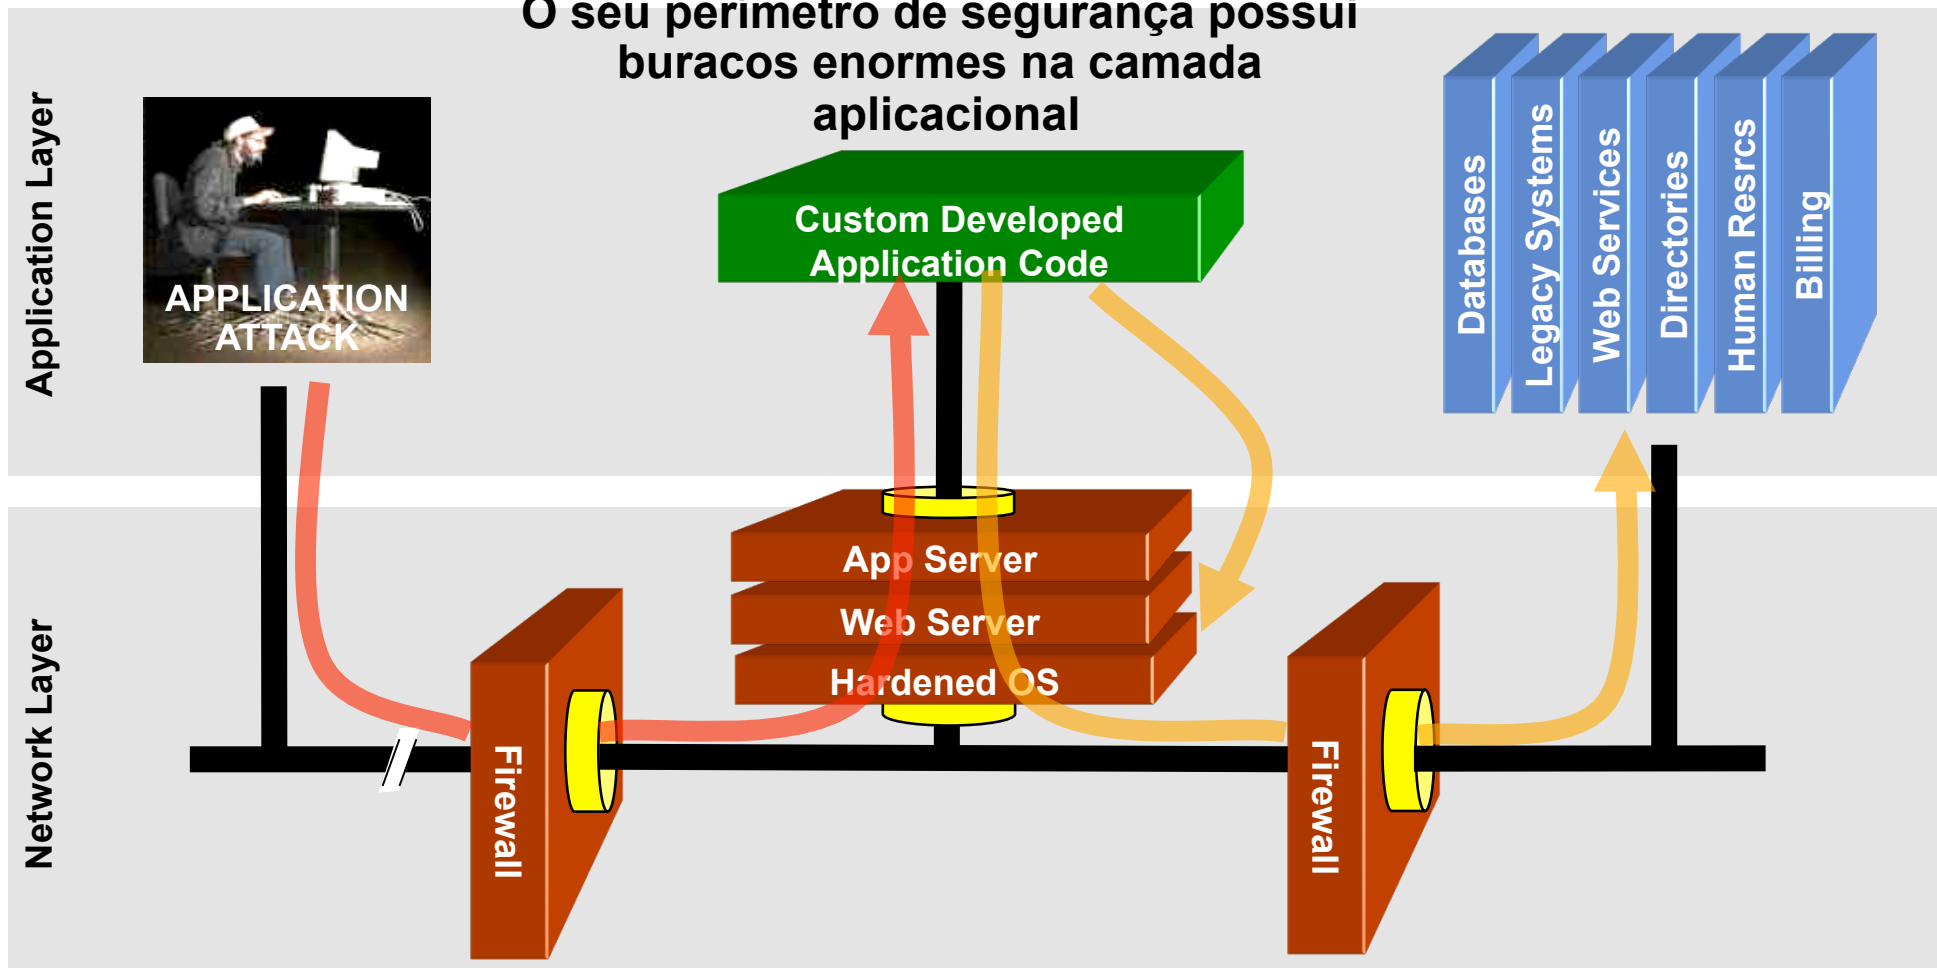 O seu perímetro de segurança possui
buracos enormes na camada
aplicacional
Application Layer
APPLICATION
ATTACK
Custom Developed
Application Code
Databases
Legacy Systems
Web Services
Directories
Human Resrcs
Billing
Network Layer
App Server
Web Server
Hardened OS
Firewall
Firewall